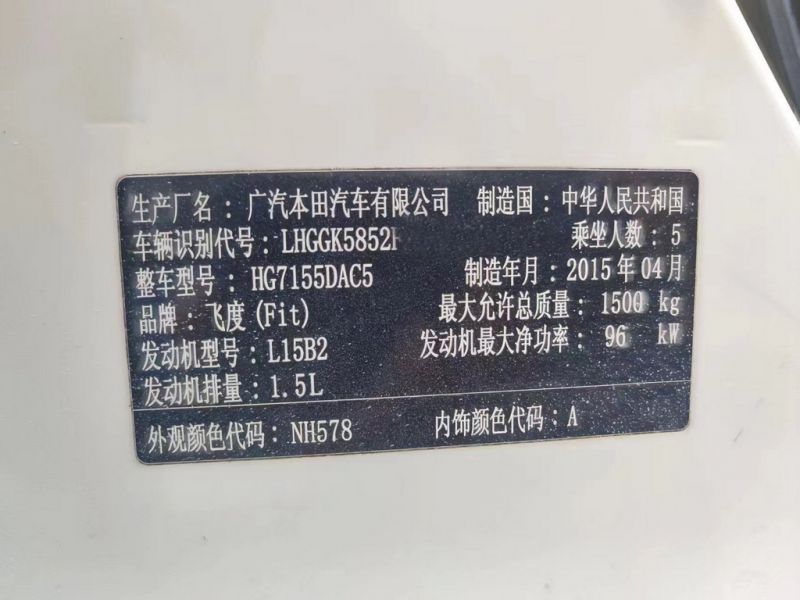 生产厂名：广汽本田汽车有限公司 制造国：中华人民共和国
车辆识别代号：LHGGK5852 乘坐人数：5
整车型号：HG7155DAC5 制造年月：2015年04月
品牌：飞度(Fit) 最大允许总质量：1500 kg
发动机型号：L15B2 发动机最大净功率：96 kW
发动机排量：1.5L
外观颜色代码：NH578 内饰颜色代码：A